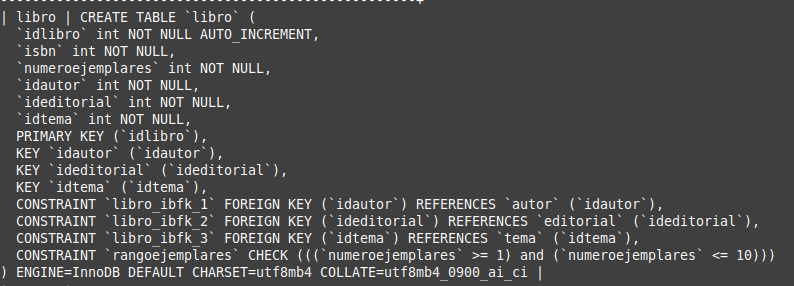 | libro | CREATE TABLE `libro` (
  `idlibro` int NOT NULL AUTO_INCREMENT,
  `isbn` int NOT NULL,
  `numeroejemplares` int NOT NULL,
  `idautor` int NOT NULL,
  `ideditorial` int NOT NULL,
  `idtema` int NOT NULL,
  PRIMARY KEY (`idlibro`),
  KEY `idautor` (`idautor`),
  KEY `ideditorial` (`ideditorial`),
  KEY `idtema` (`idtema`),
  CONSTRAINT `libro_ibfk_1` FOREIGN KEY (`idautor`) REFERENCES `autor` (`idautor`),
  CONSTRAINT `libro_ibfk_2` FOREIGN KEY (`ideditorial`) REFERENCES `editorial` (`ideditorial`),
  CONSTRAINT `libro_ibfk_3` FOREIGN KEY (`idtema`) REFERENCES `tema` (`idtema`),
  CONSTRAINT `rangoejemplares` CHECK (((`numeroejemplares` >= 1) and (`numeroejemplares` <= 10)))
) ENGINE=InnoDB DEFAULT CHARSET=utf8mb4 COLLATE=utf8mb4_0900_ai_ci |